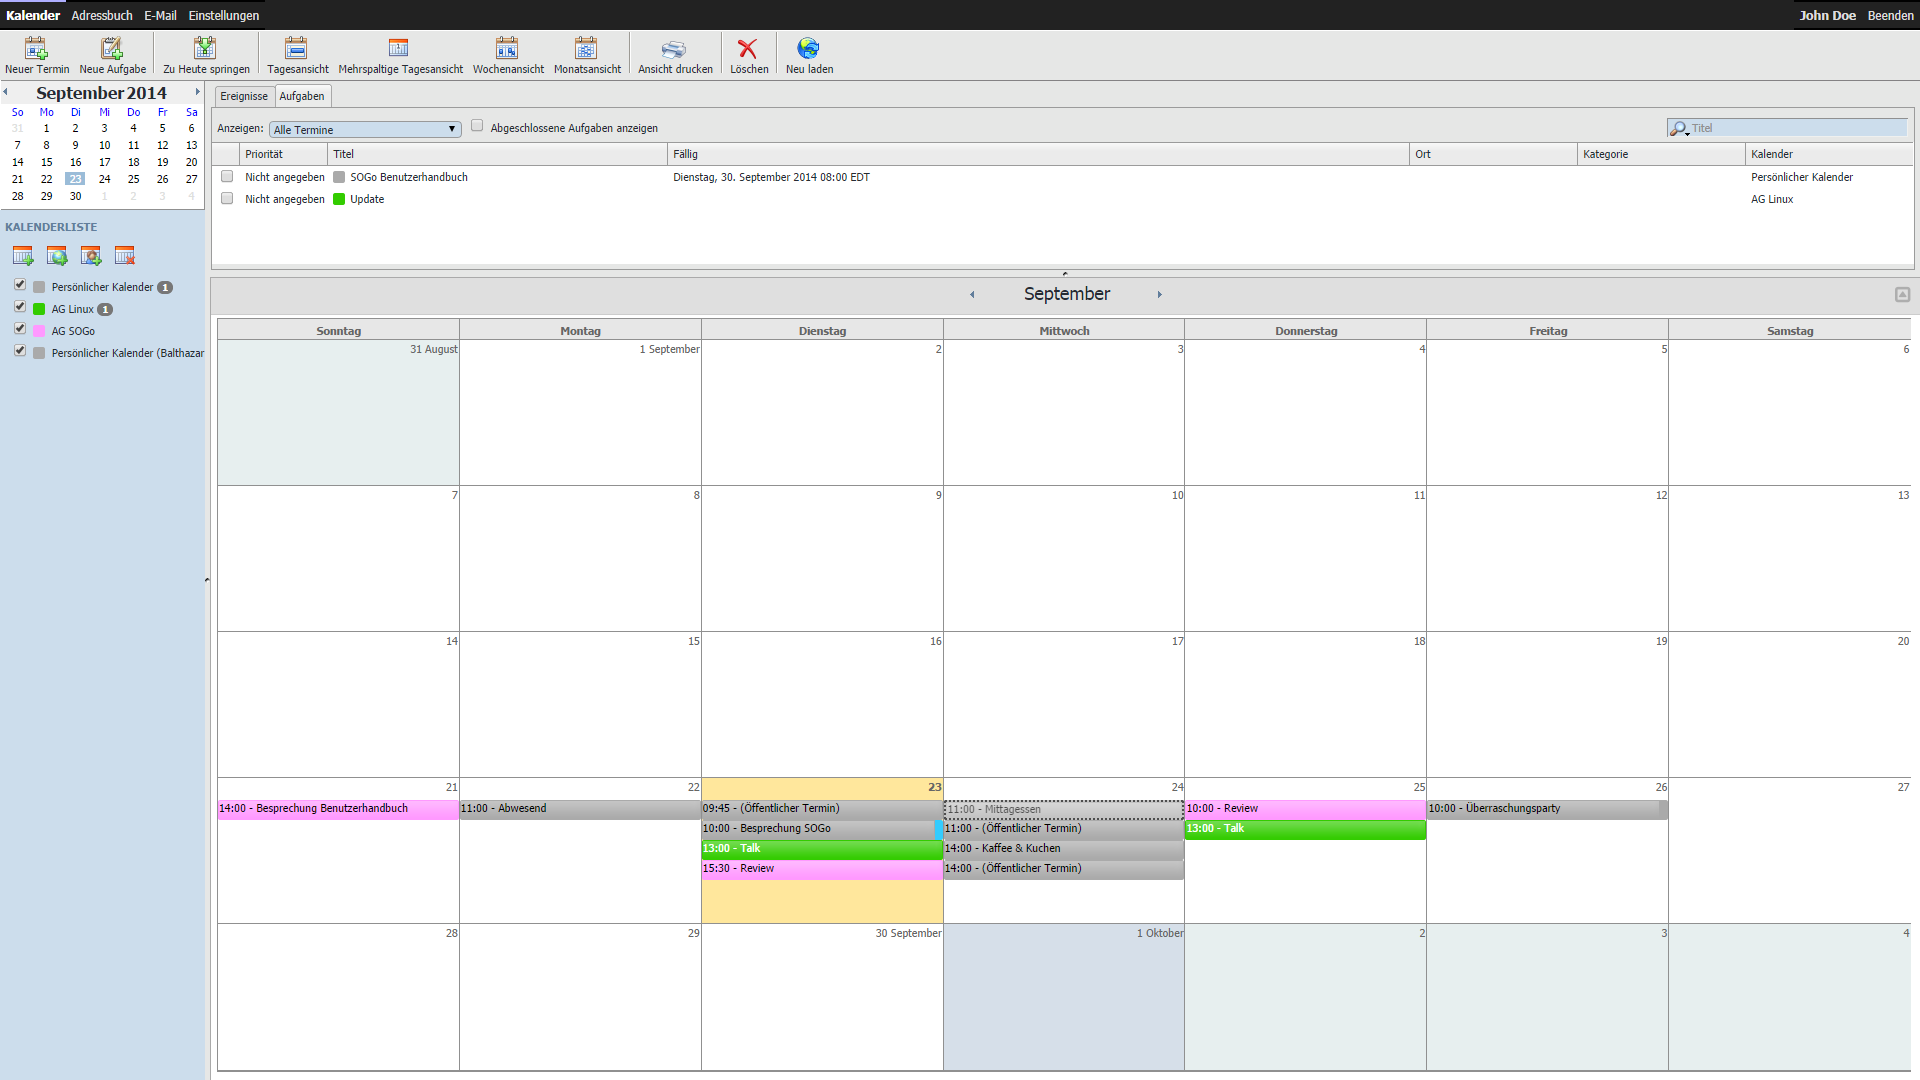 Kalender Adressbuch E-Mail Einstellungen John Doe Beenden
Neuer Termin Neue Aufgabe Zu Heute springen Tagesansicht Mehrspaltige Tagesansicht Wochenansicht Monatsansicht Ansicht drucken Löschen Neu laden
September 2014
So Mo Di Mi Do Fr Sa
31 1 2 3 4 5 6
7 8 9 10 11 12 13
14 15 16 17 18 19 20
21 22 23 24 25 26 27
28 29 30 1 2 3 4
KALENDERLISTE
Persönlicher Kalender 1
AG Linux 1
AG SOGo
Persönlicher Kalender (Balthazar
Ereignisse Aufgaben
Anzeigen: Alle Termine Abgeschlossene Aufgaben anzeigen Titel
Priorität Titel Fällig Ort Kategorie Kalender
Nicht angegeben SOGo Benutzerhandbuch Dienstag, 30. September 2014 08:00 EDT Persönlicher Kalender
Nicht angegeben Update AG Linux
September
Sonntag Montag Dienstag Mittwoch Donnerstag Freitag Samstag
31 August 1 September 2 3 4 5 6
7 8 9 10 11 12 13
14 15 16 17 18 19 20
21 22 23 24 25 26 27
14:00 - Besprechung Benutzerhandbuch 11:00 - Abwesend 09:45 - (Öffentlicher Termin) 11:00 - Mittagessen 10:00 - Review 10:00 - Überraschungsparty
10:00 - Besprechung SOGo 11:00 - (Öffentlicher Termin) 13:00 - Talk
13:00 - Talk 14:00 - Kaffee & Kuchen
15:30 - Review 14:00 - (Öffentlicher Termin)
28 29 30 September 1 Oktober 2 3 4